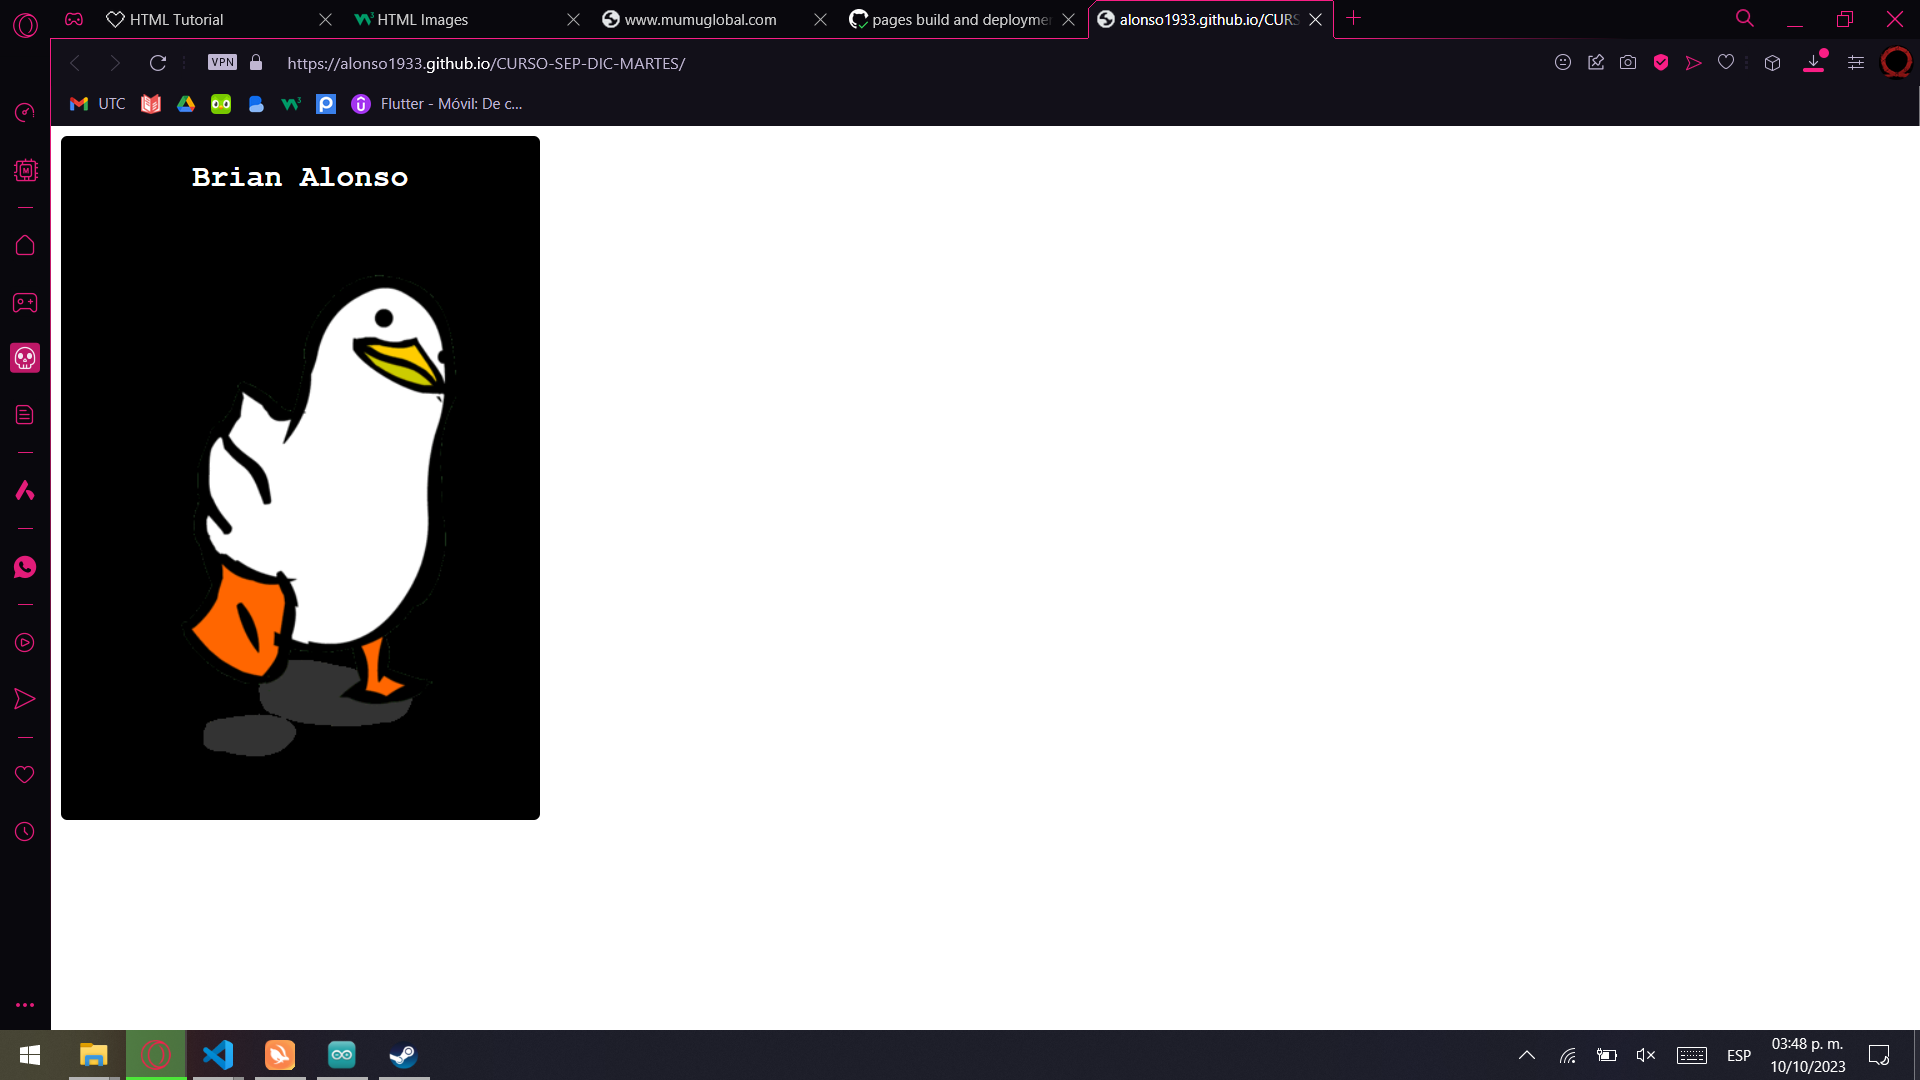 HTML Tutorial
HTML Images
www.mumuglobal.com
pages build and deployme
alonso1933.github.io/CURS
VPN
https://alonso1933.github.io/CURSO-SEP-DIC-MARTES/
UTC
Flutter - Móvil: De c...
Brian Alonso
ESP
03:48 p. m.
10/10/2023